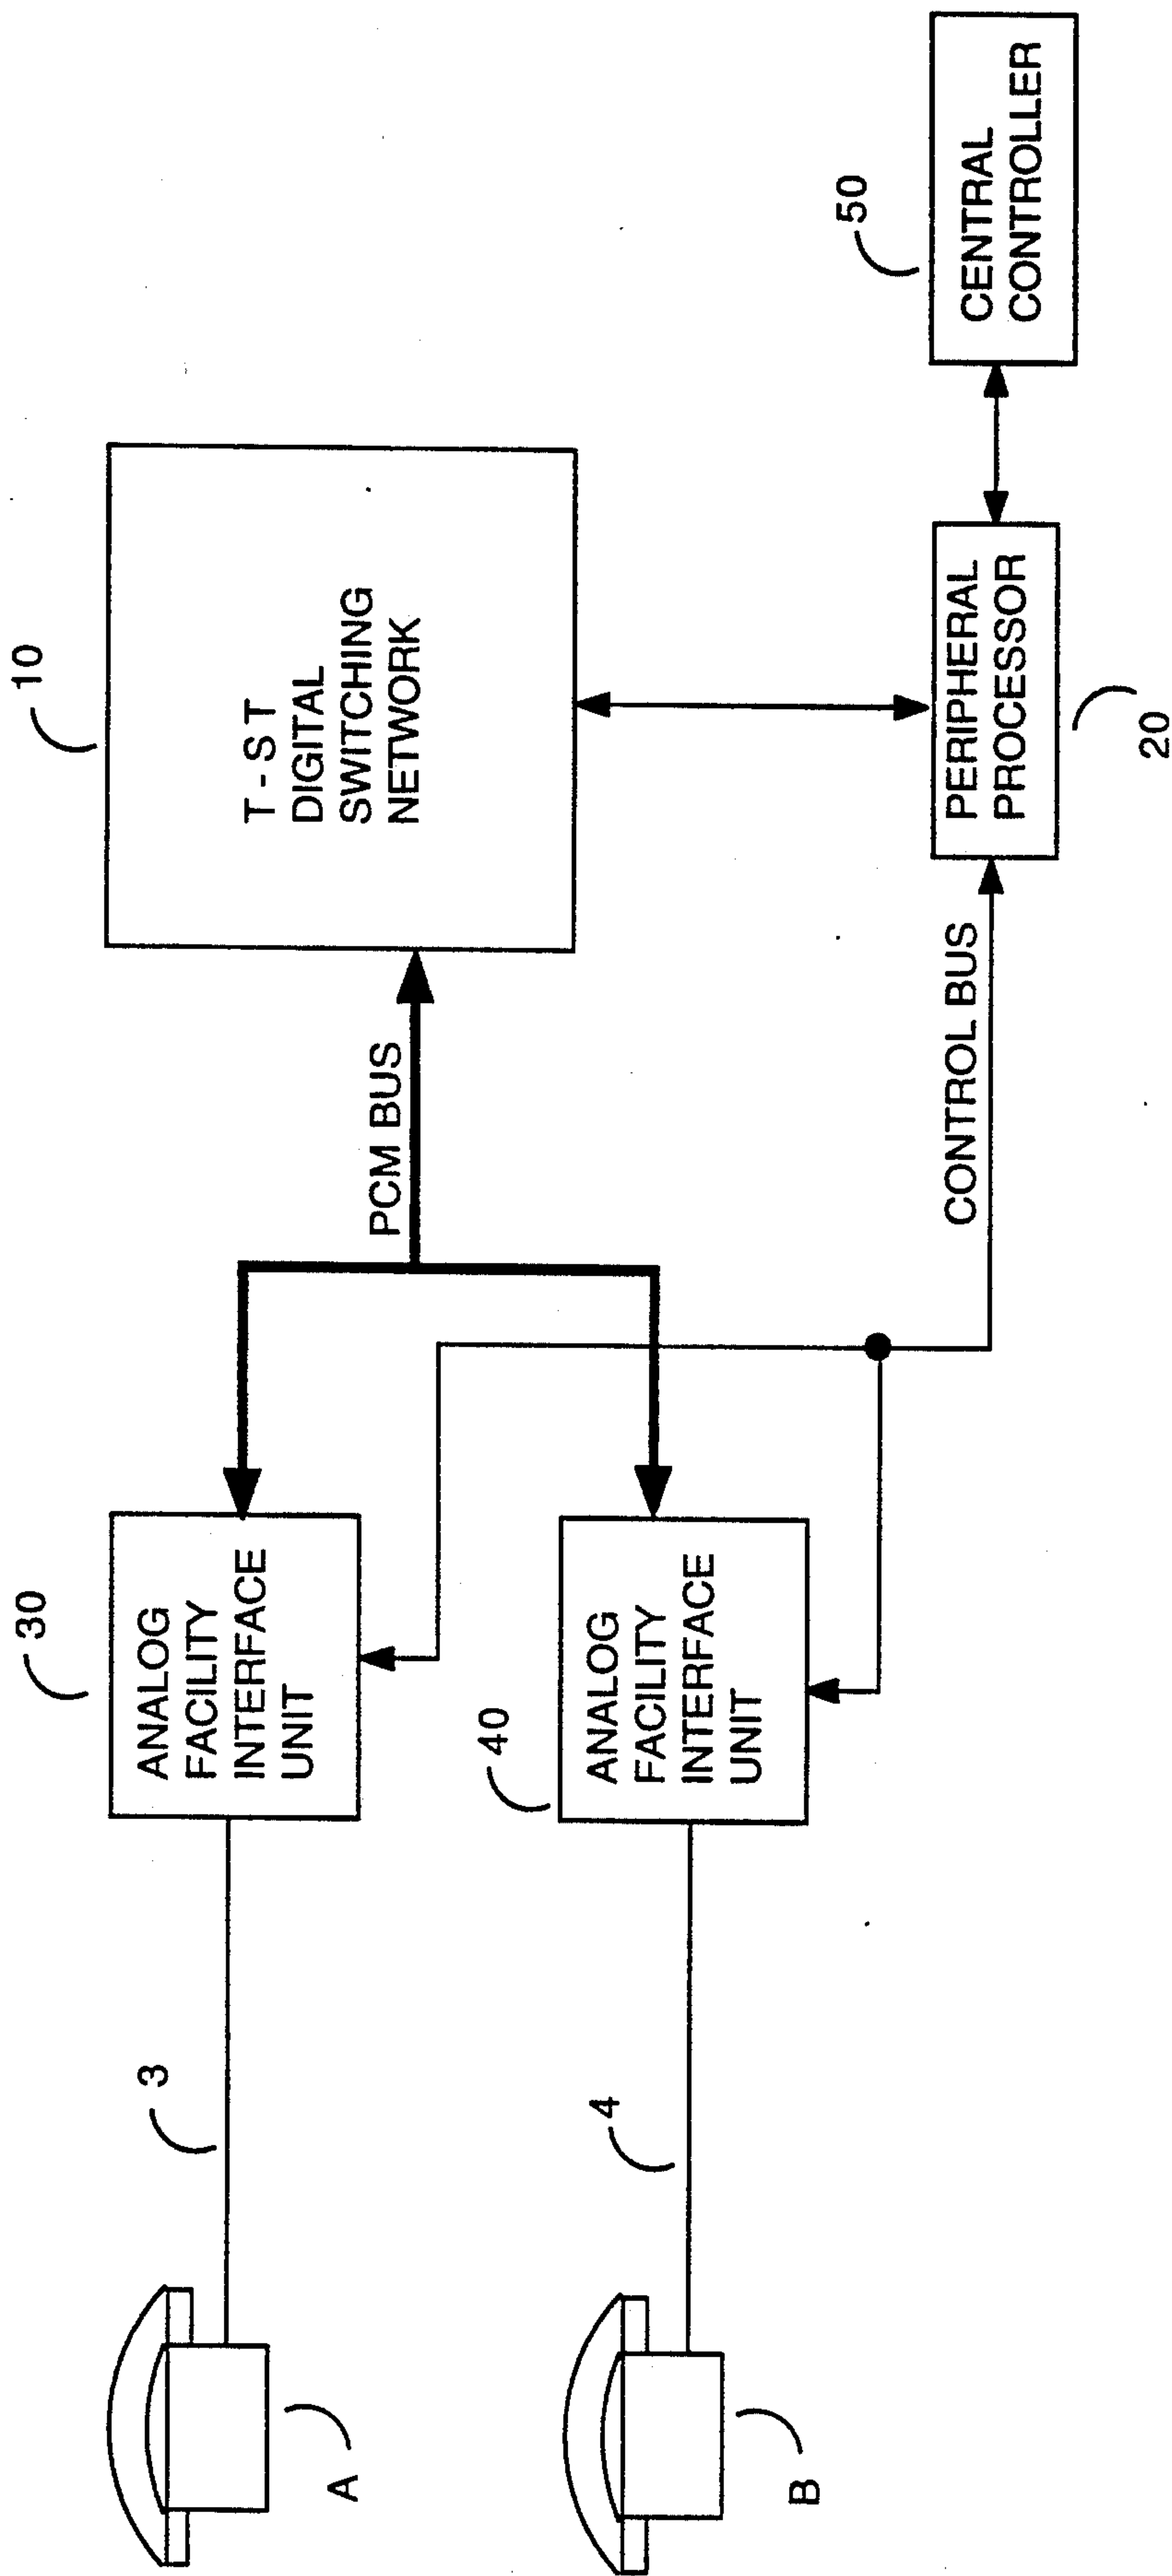 10
T - S T
DIGITAL
SWITCHING
NETWORK
30
ANALOG
FACILITY
INTERFACE
UNIT
3
A
PCM BUS
40
ANALOG
FACILITY
INTERFACE
UNIT
4
B
CONTROL BUS
PERIPHERAL
PROCESSOR
20
50
CENTRAL
CONTROLLER